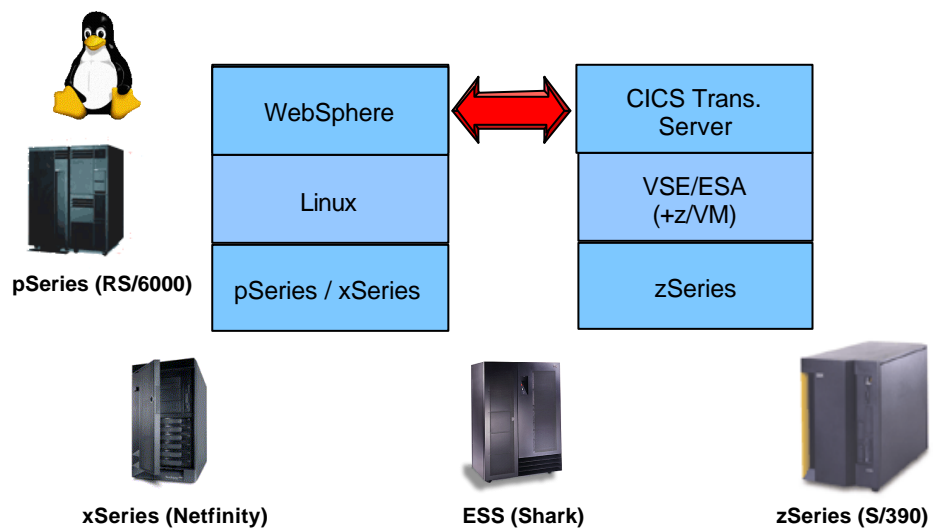 WebSphere
CICS Trans.
Server
Linux
VSE/ESA
(+z/VM)
pSeries (RS/6000)
pSeries / xSeries
zSeries
xSeries (Netfinity)
ESS (Shark)
zSeries (S/390)